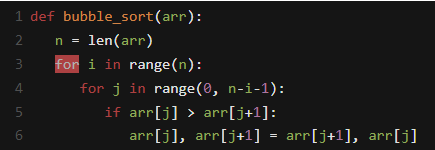 1 def bubble_sort(arr):
2    n = len(arr)
3    for i in range(n):
4       for j in range(0, n-i-1):
5          if arr[j] > arr[j+1]:
6             arr[j], arr[j+1] = arr[j+1], arr[j]